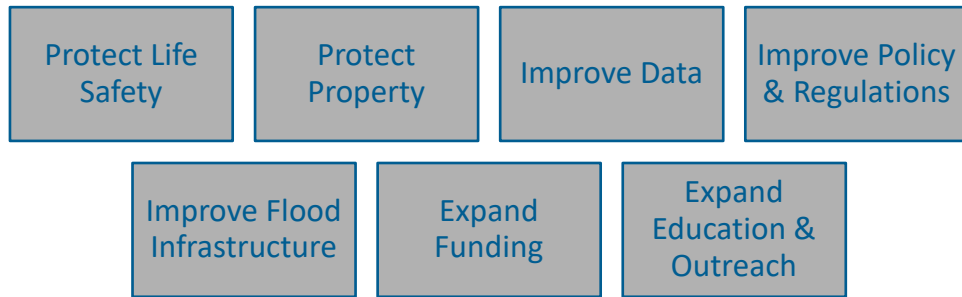 Protect Life
Safety
Protect
Property
Improve Data
Improve Policy
& Regulations
Improve Flood
Infrastructure
Expand
Funding
Expand
Education &
Outreach